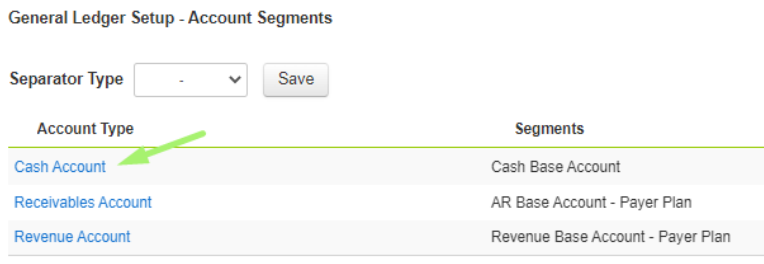 General Ledger Setup - Account Segments
Separator Type - Save
Account Type Segments
Cash Account Cash Base Account
Receivables Account AR Base Account - Payer Plan
Revenue Account Revenue Base Account - Payer Plan